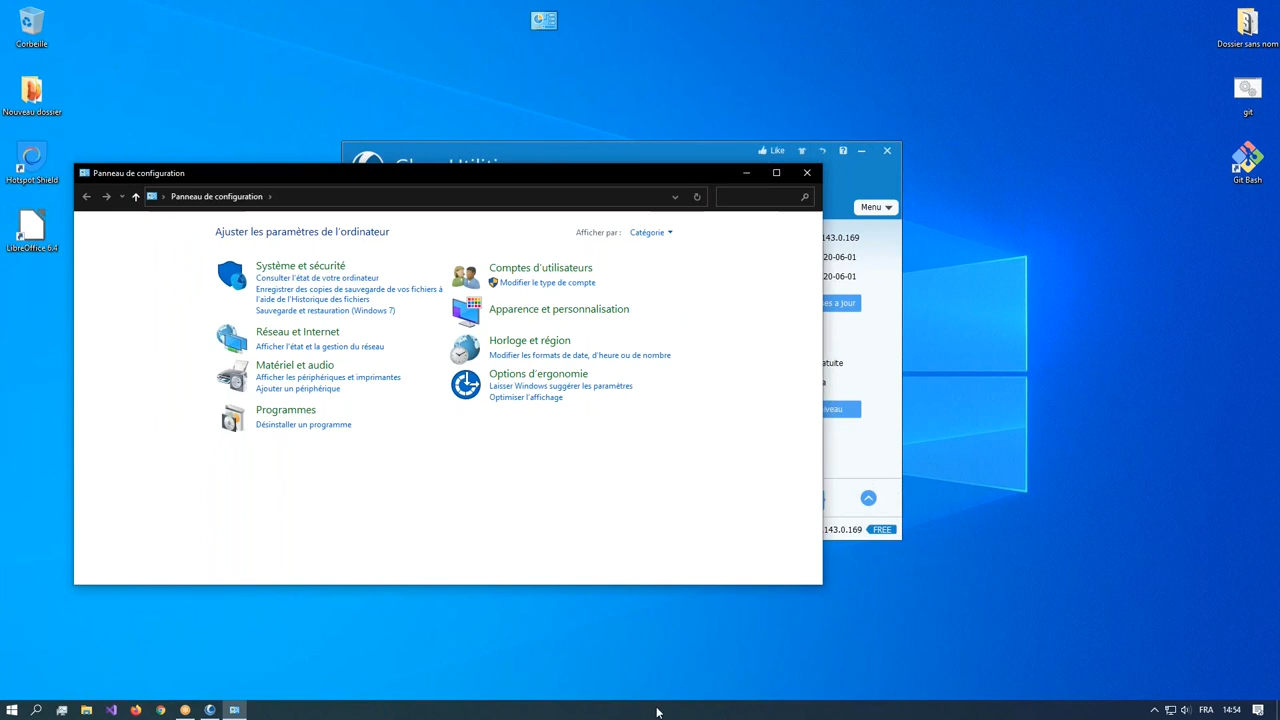 Corbeille
Dossier sans nom
Nouveau dossier
git
Hotspot Shield
Git Bash
LibreOffice 6.4
Like
Menu
143.0.169
20-06-01
20-06-01
ses a jour
atuite
a
iveau
143.0.169 FREE
Panneau de configuration
Panneau de configuration
Ajuster les paramètres de l'ordinateur
Afficher par : Catégorie
Système et sécurité
Consulter l'état de votre ordinateur
Enregistrer des copies de sauvegarde de vos fichiers à
l'aide de l'Historique des fichiers
Sauvegarde et restauration (Windows 7)
Réseau et Internet
Afficher l'état et la gestion du réseau
Matériel et audio
Afficher les périphériques et imprimantes
Ajouter un périphérique
Programmes
Désinstaller un programme
Comptes d'utilisateurs
Modifier le type de compte
Apparence et personnalisation
Horloge et région
Modifier les formats de date, d'heure ou de nombre
Options d'ergonomie
Laisser Windows suggérer les paramètres
Optimiser l'affichage
FRA 14:54